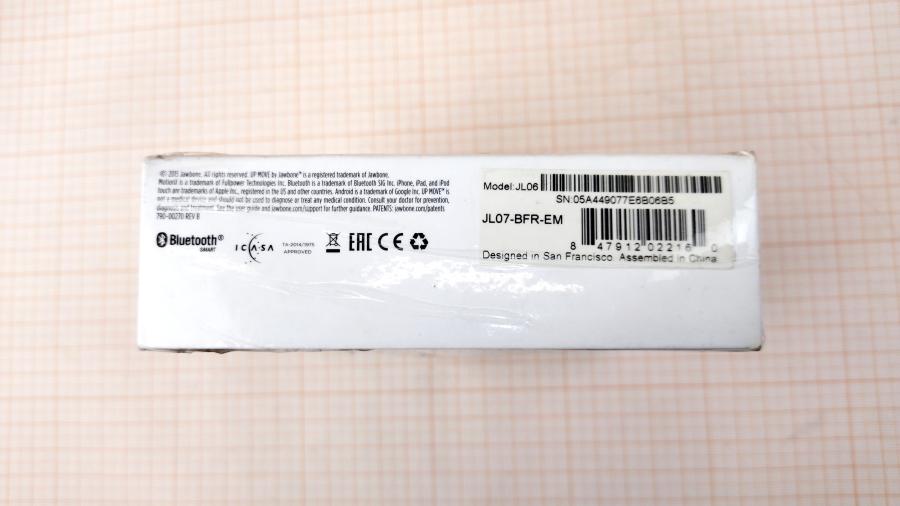 © 2015 Jawbone. All rights reserved. UP MOVE by Jawbone™ is a registered trademark of Jawbone.
MotionX is a trademark of Fullpower Technologies Inc. Bluetooth is a trademark of Bluetooth SIG Inc. iPhone, iPad, and iPod
touch are trademarks of Apple Inc., registered in the US and other countries. Android is a trademark of Google Inc. UP MOVE™ is
not a medical device and should not be used to diagnose or treat any medical condition. Consult your doctor for prevention,
diagnosis and treatment. See the user guide and jawbone.com/support for further guidance. PATENTS: jawbone.com/patents
790-00270 REV B
Bluetooth®
SMART
ICASA
TA-2014/1975
APPROVED
EAC CE
Model:JL06
SN:05A449077E6B06B5
JL07-BFR-EM
8 47912 02216 0
Designed in San Francisco. Assembled in China.